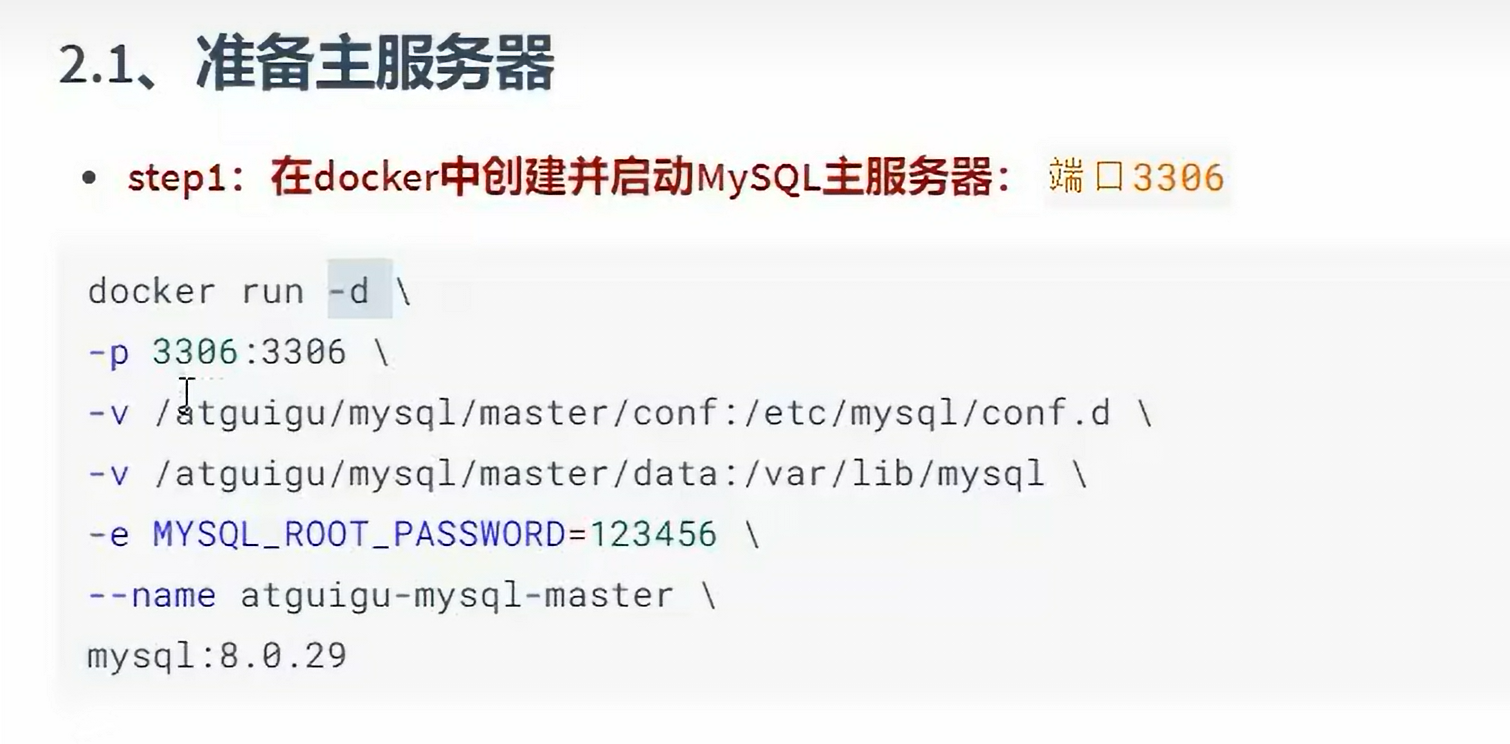 2.1、准备主服务器
• step1：在docker中创建并启动MySQL主服务器： 端口3306
docker run -d \
-p 3306:3306 \
-v /atguigu/mysql/master/conf:/etc/mysql/conf.d \
-v /atguigu/mysql/master/data:/var/lib/mysql \
-e MYSQL_ROOT_PASSWORD=123456 \
--name atguigu-mysql-master \
mysql:8.0.29